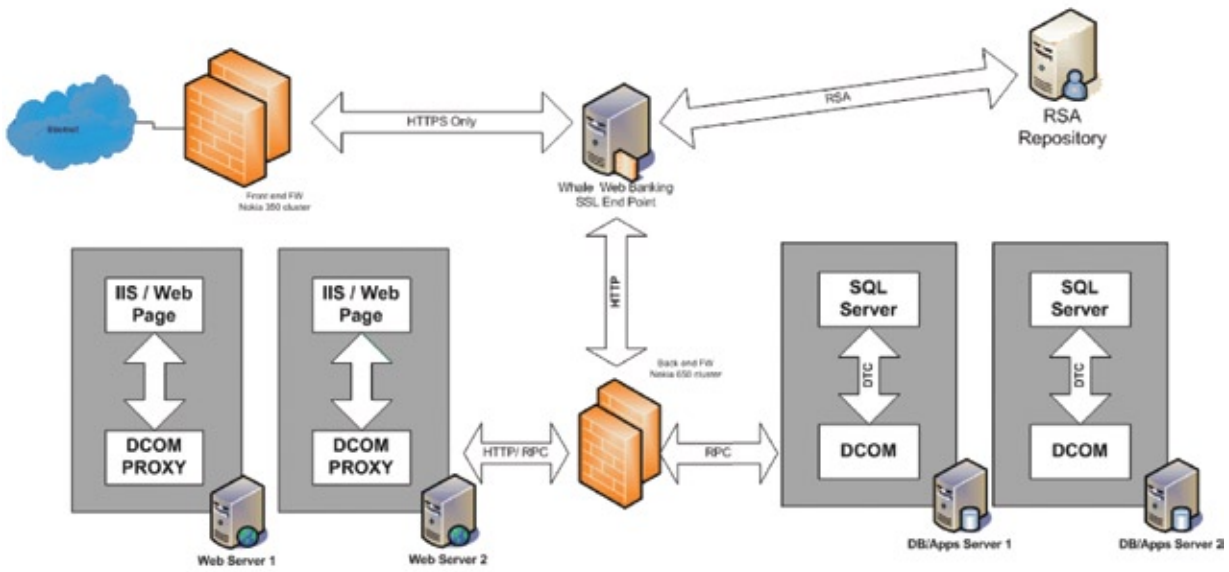 RSA
Repository
RSA
HTTPS Only
Internet
Front end FW
Nokia 350 cluster
Whale Web Banking
SSL End Point
HTTP
IIS / Web
Page
DCOM
PROXY
Web Server 1
IIS / Web
Page
DCOM
PROXY
Web Server 2
HTTP/ RPC
Back end FW
Nokia 650 cluster
RPC
SQL
Server
DTC
DCOM
DB/Apps Server 1
SQL
Server
DTC
DCOM
DB/Apps Server 2